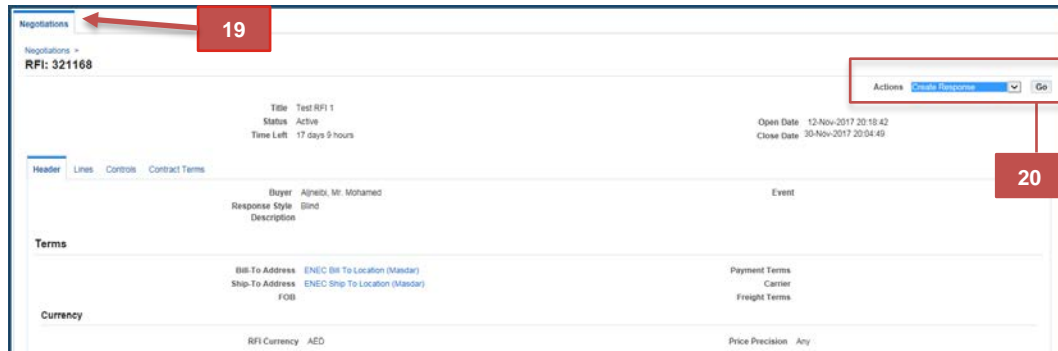 Negotiations
19
Negotiations >
RFI: 321168
Actions Create Response Go
Title Test RFI 1
Status Active
Time Left 17 days 9 hours
Open Date 12-Nov-2017 20:18:42
Close Date 30-Nov-2017 20:04:49
20
Header Lines Controls Contract Terms
Buyer Aljneibi, Mr. Mohamed
Response Style Blind
Description
Event
Terms
Bill-To Address ENEC Bill To Location (Masdar)
Ship-To Address ENEC Ship To Location (Masdar)
FOB
Payment Terms
Carrier
Freight Terms
Currency
RFI Currency AED
Price Precision Any